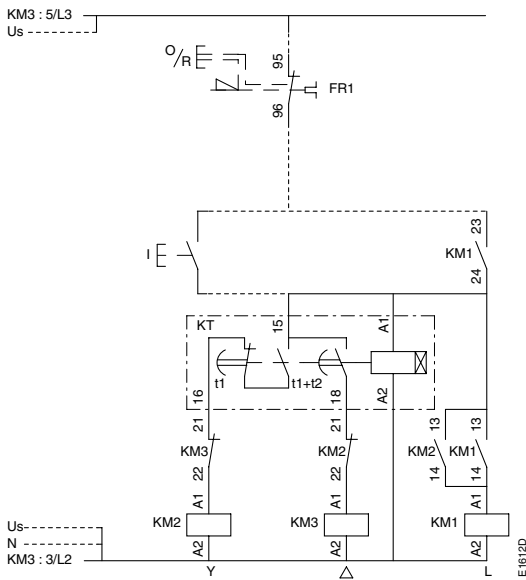 KM3 : 5/L3
Us
O/R
95
FR1
96
I
23
KM1
24
KT
15
A1
t1
t1+t2
16
18
A2
21
21
13
13
KM3
KM2
KM2
KM1
22
22
14
14
A1
A1
A1
Us
KM2
KM3
KM1
N
A2
A2
A2
KM3 : 3/L2
Y
△
L
E1612D